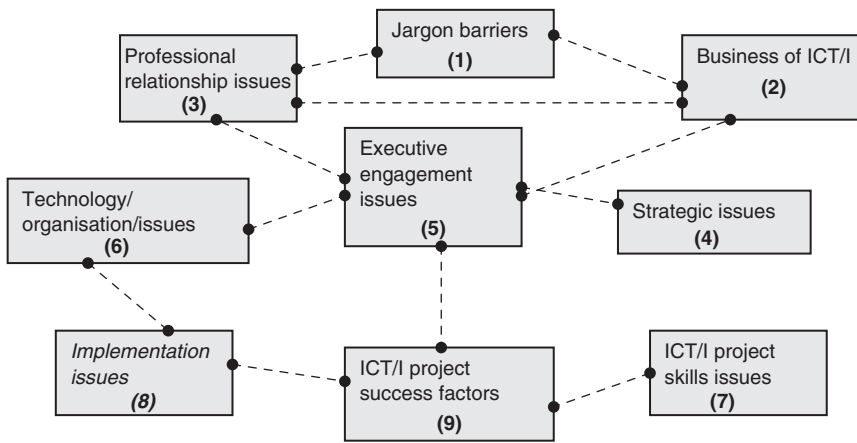 Jargon barriers
(1)
Professional
relationship issues
(3)
Business of ICT/I
(2)
Executive
engagement
issues
(5)
Technology/
organisation/issues
(6)
Strategic issues
(4)
Implementation
issues
(8)
ICT/I project
success factors
(9)
ICT/I project
skills issues
(7)